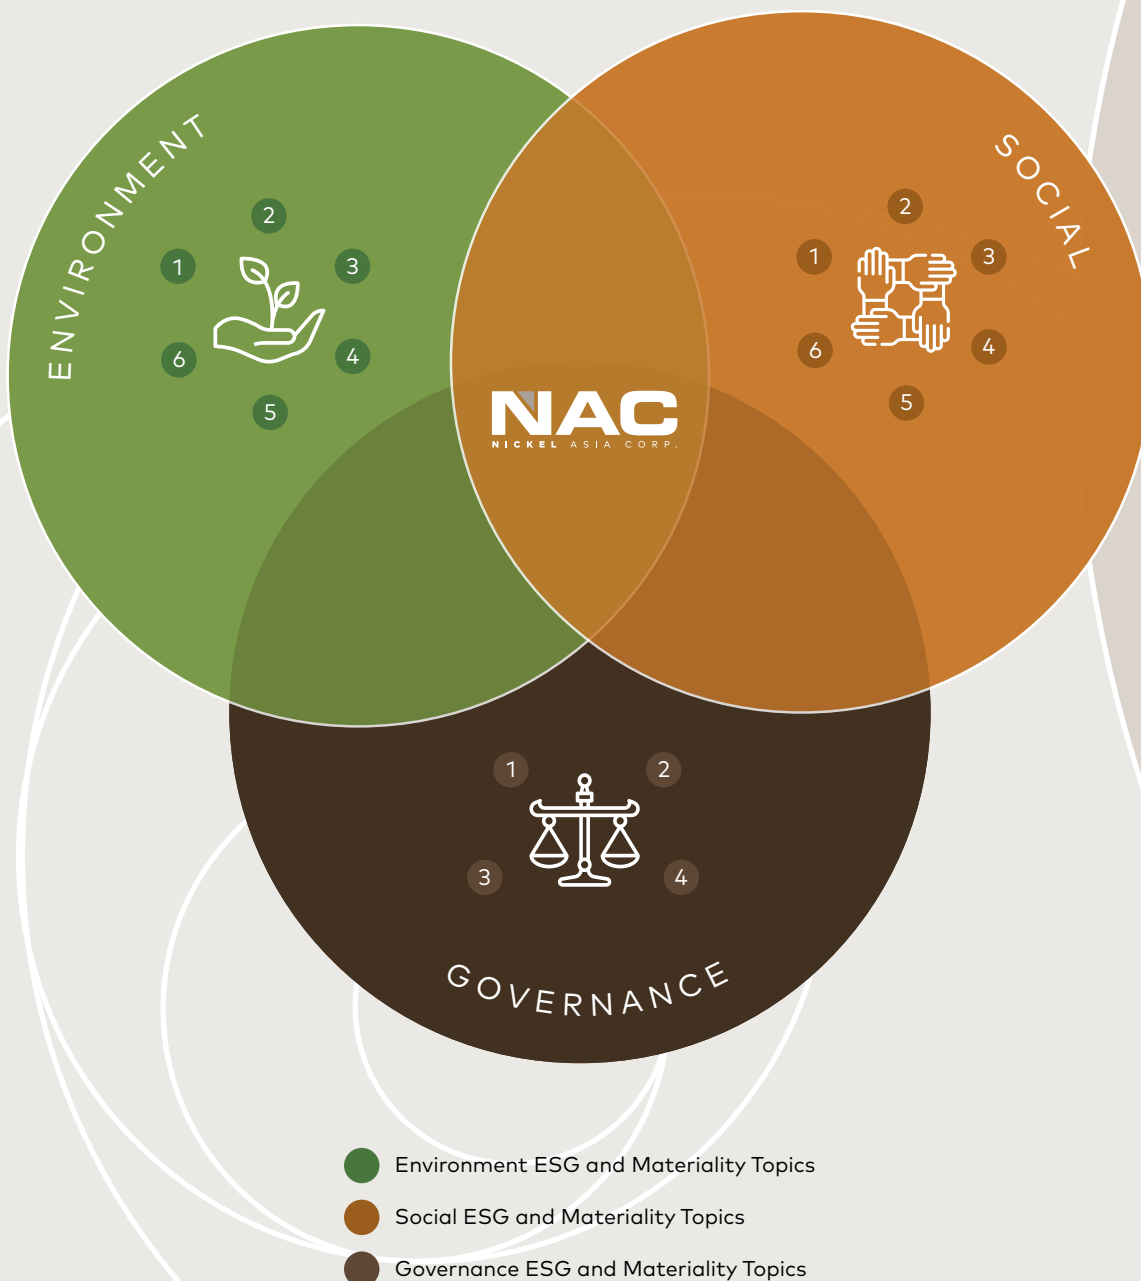 ENVIRONMENT
2
1
3
6
4
5
SOCIAL
2
1
3
6
4
5
NAC
NICKEL ASIA CORP.
1
2
3
4
GOVERNANCE
Environment ESG and Materiality Topics
Social ESG and Materiality Topics
Governance ESG and Materiality Topics